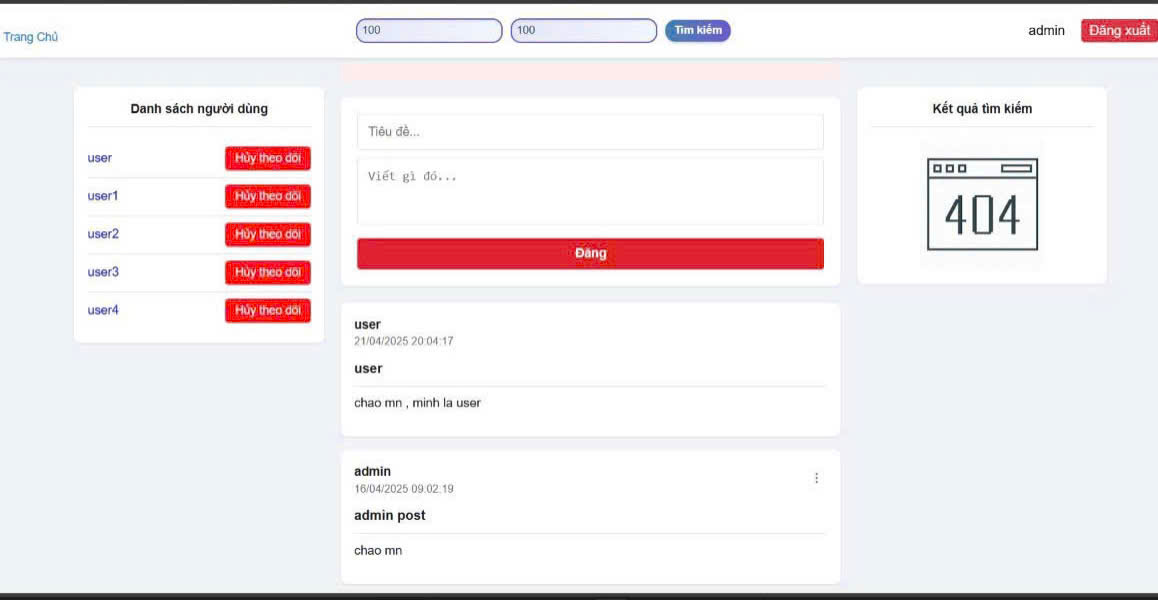 Trang Chủ
100
100
Tìm kiếm
admin
Đăng xuất
Danh sách người dùng
user
Hủy theo dõi
user1
Hủy theo dõi
user2
Hủy theo dõi
user3
Hủy theo dõi
user4
Hủy theo dõi
Tiêu đề...
Viết gì đó...
Đăng
user
21/04/2025 20:04:17
user
chao mn , minh la user
admin
16/04/2025 09:02:19
admin post
chao mn
Kết quả tìm kiếm
404